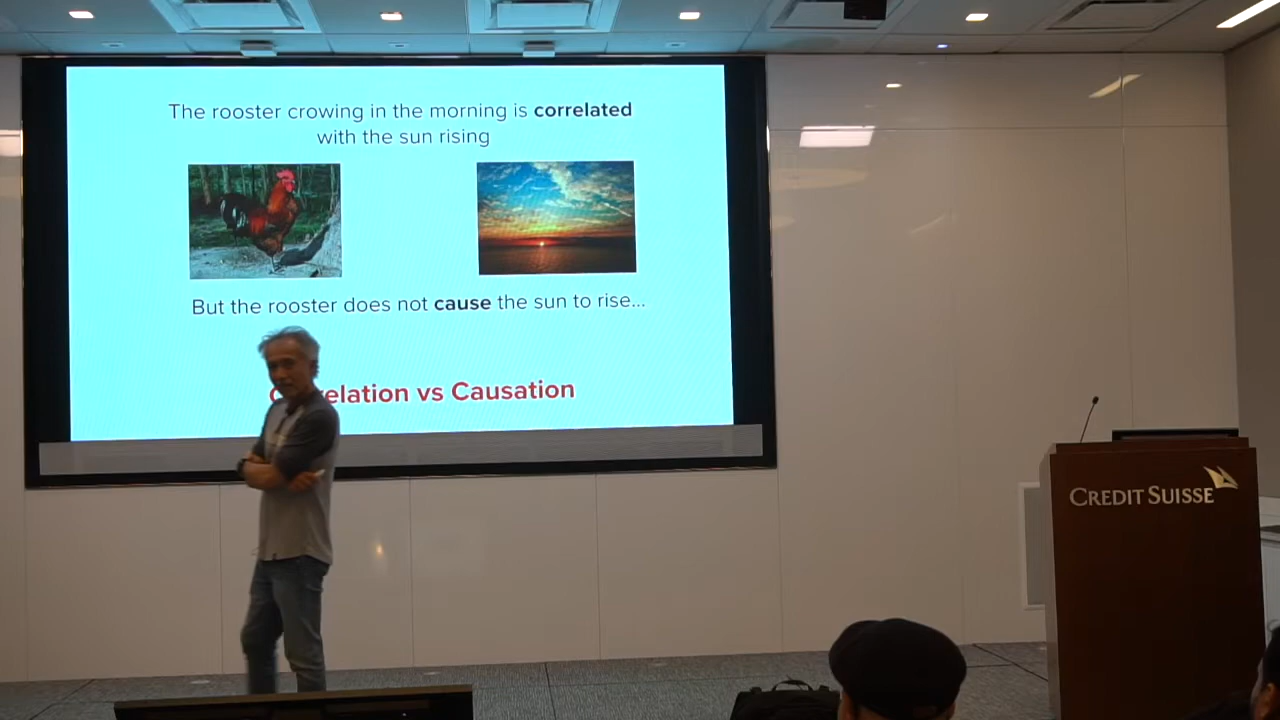 The rooster crowing in the morning is correlated
with the sun rising
But the rooster does not cause the sun to rise...
elation vs Causation
CREDIT SUISSE